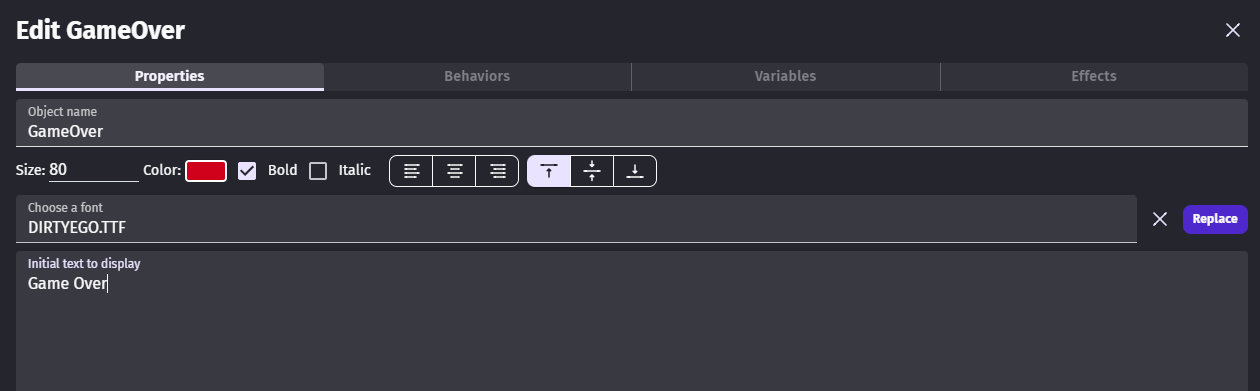 Edit GameOver
Properties Behaviors Variables Effects
Object name
GameOver
Size: 80 Color: Bold Italic
Choose a font
DIRTYEGO.TTF
Replace
Initial text to display
Game Over